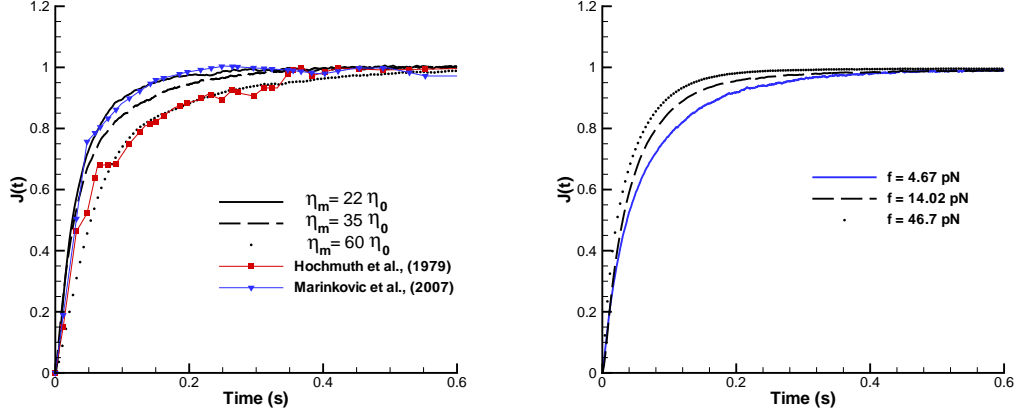 J(t)
1.2
1
0.8
0.6
0.4
0.2
0
0
0.2
0.4
0.6
Time (s)
ηm= 22 η0
ηm= 35 η0
ηm= 60 η0
Hochmuth et al., (1979)
Marinkovic et al., (2007)
J(t)
1.2
1
0.8
0.6
0.4
0.2
0
0
0.2
0.4
0.6
Time (s)
f = 4.67 pN
f = 14.02 pN
f = 46.7 pN